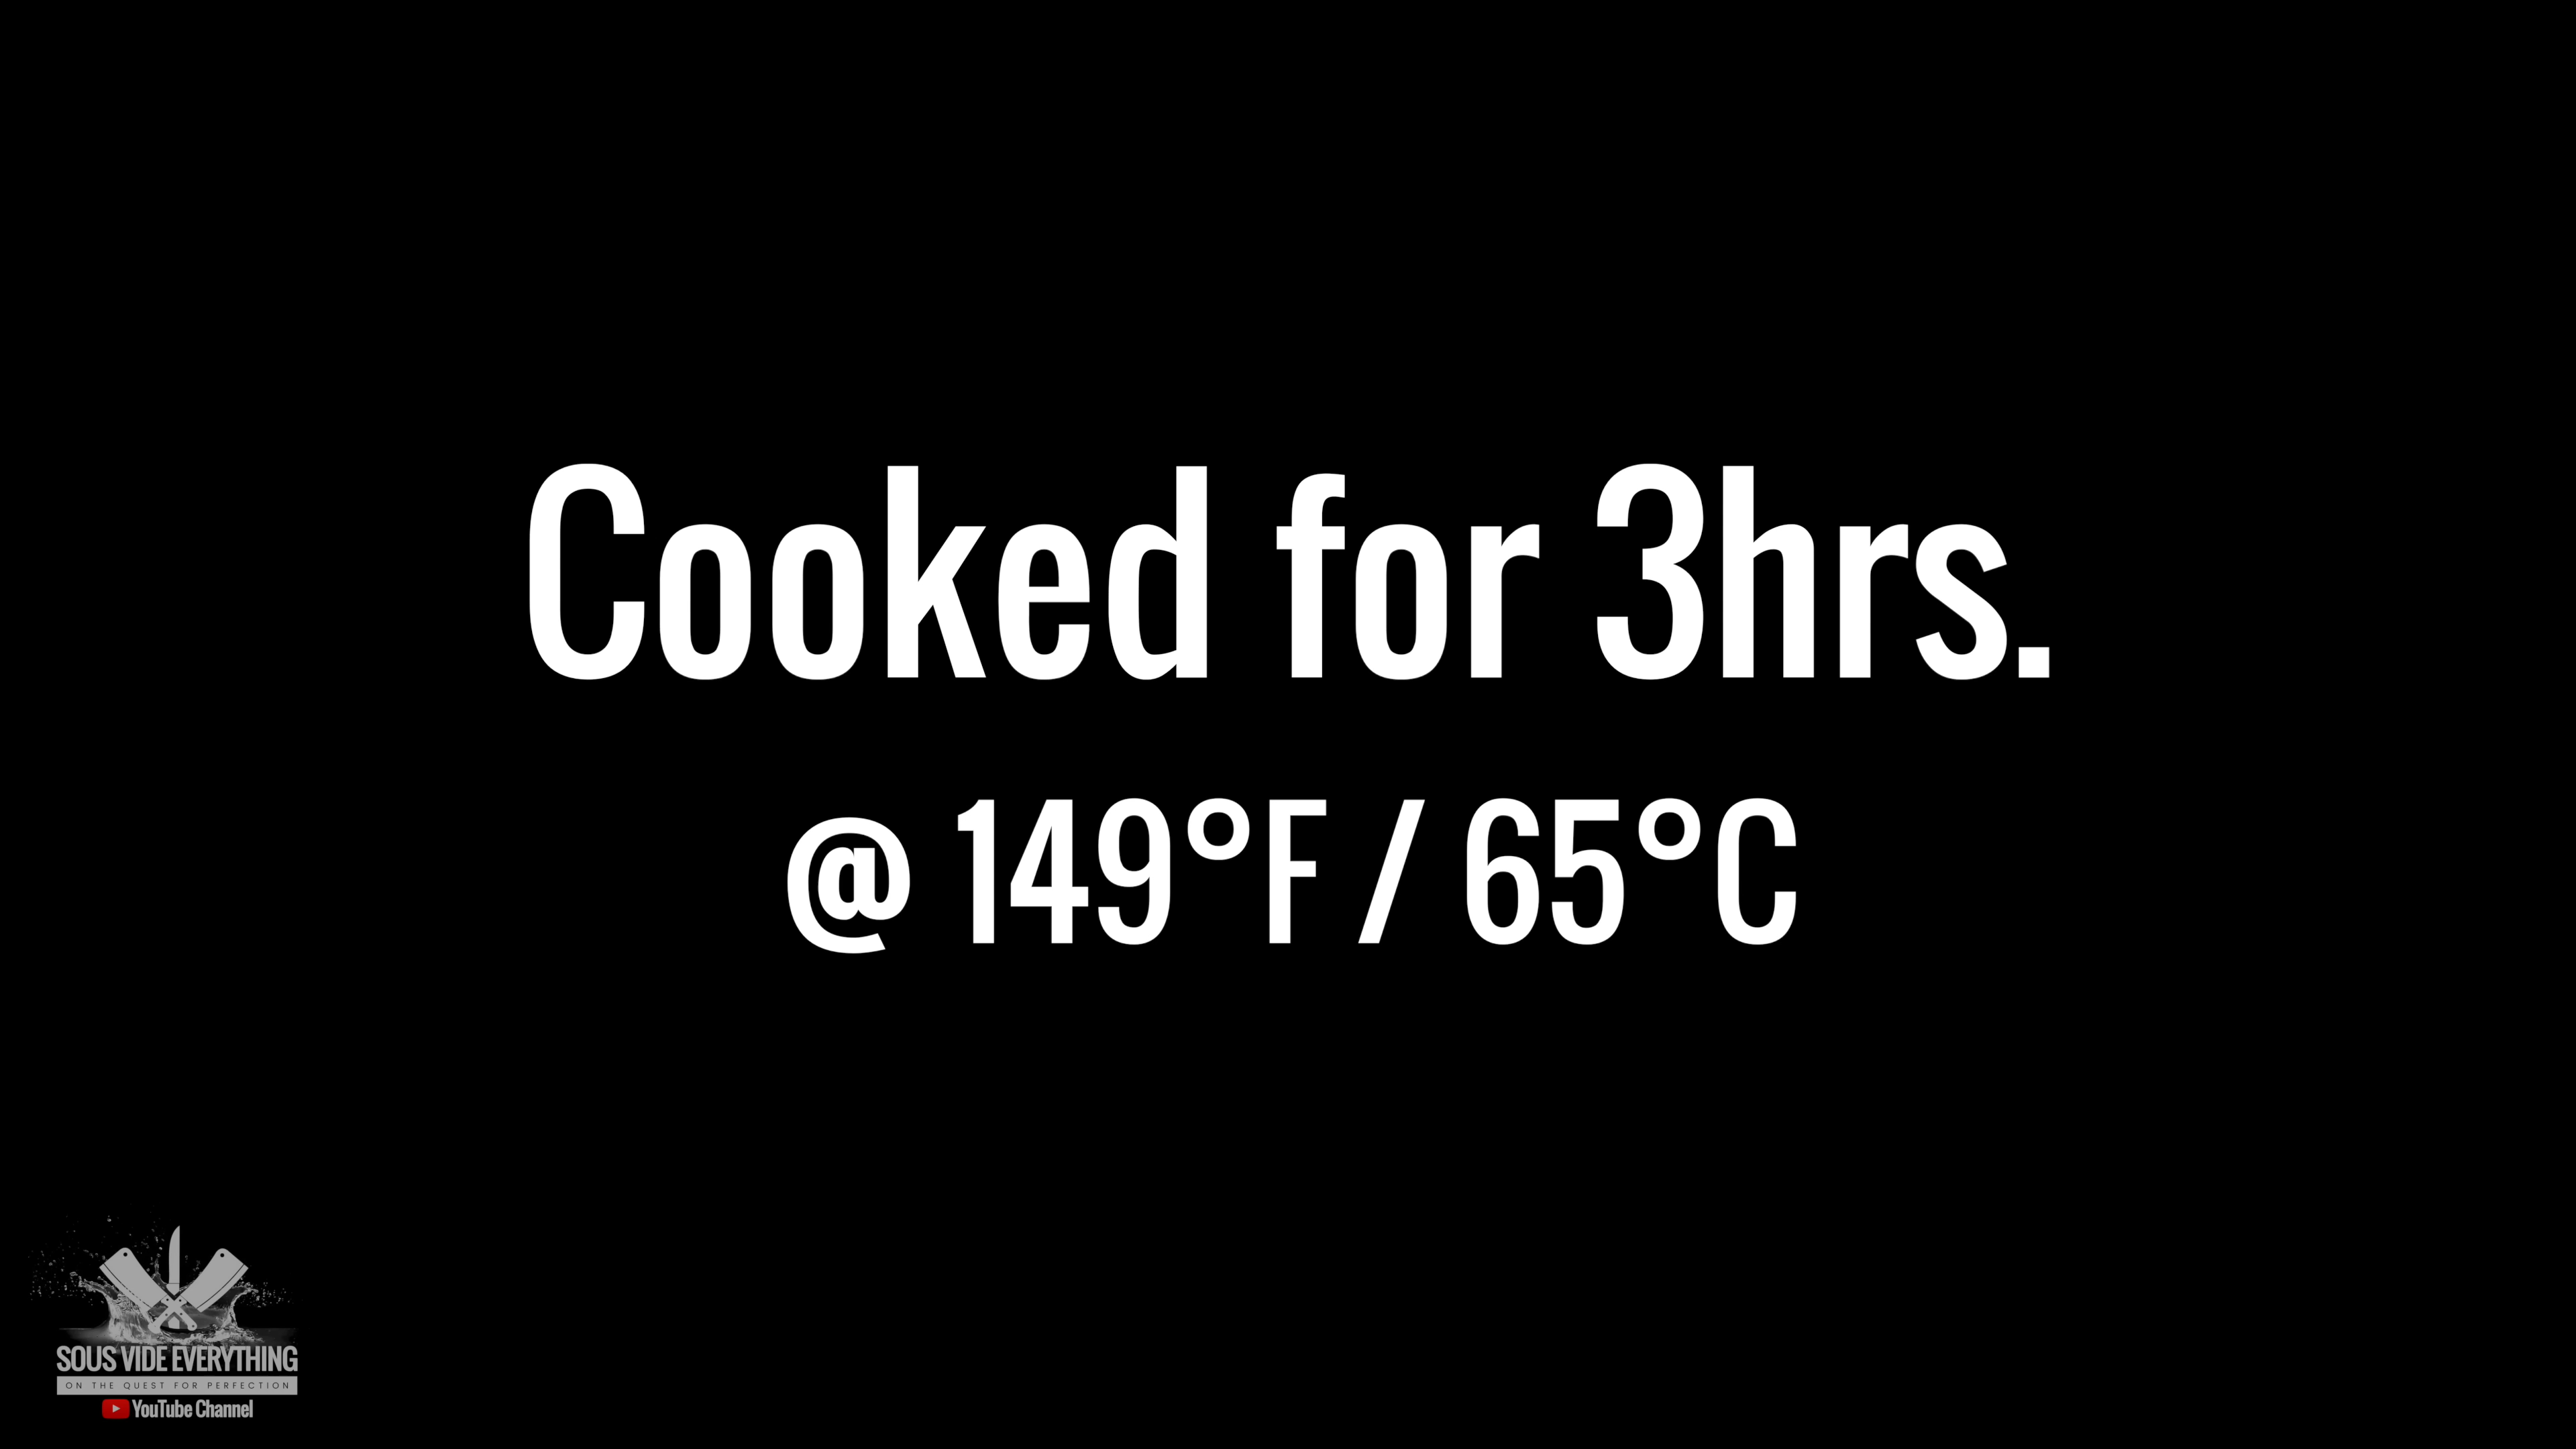 Cooked for 3hrs.
@ 149°F / 65°C
SOUS VIDE EVERYTHING
ON THE QUEST FOR PERFECTION
YouTube Channel